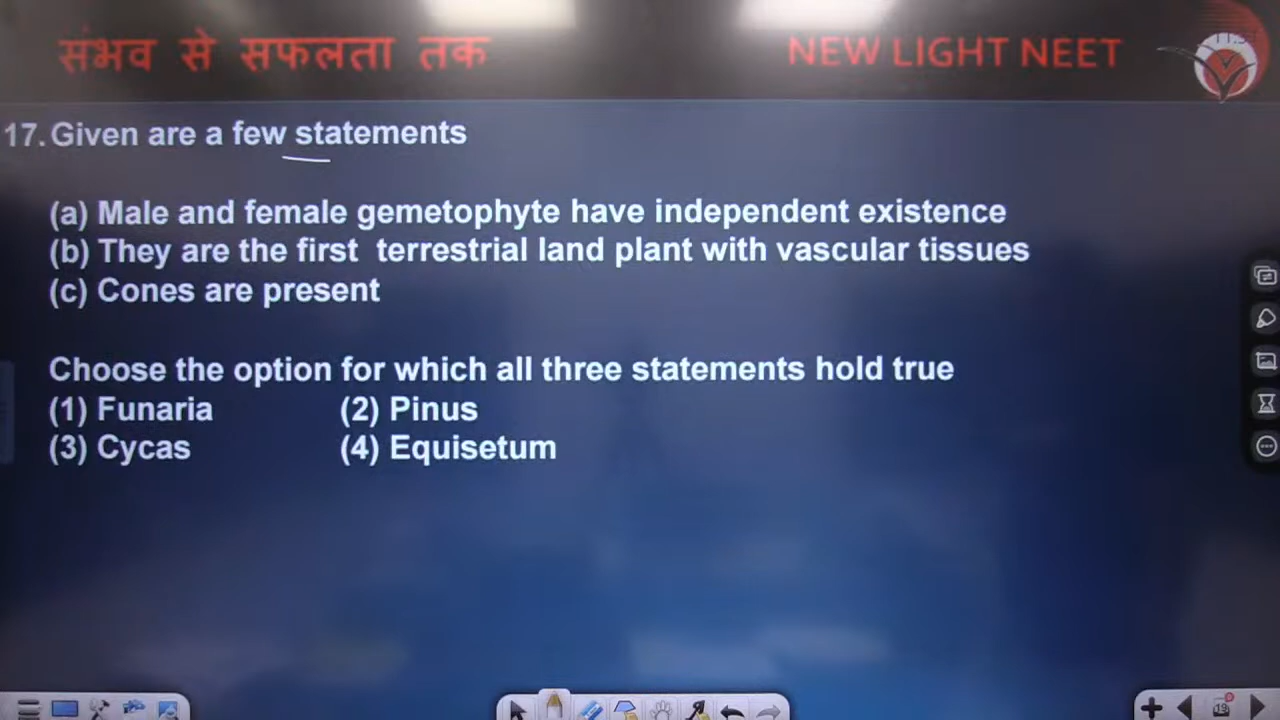 संभव से सफलता तक
NEW LIGHT NEET
17. Given are a few statements
(a) Male and female gemetophyte have independent existence
(b) They are the first terrestrial land plant with vascular tissues
(c) Cones are present
Choose the option for which all three statements hold true
(1) Funaria (2) Pinus
(3) Cycas (4) Equisetum
19